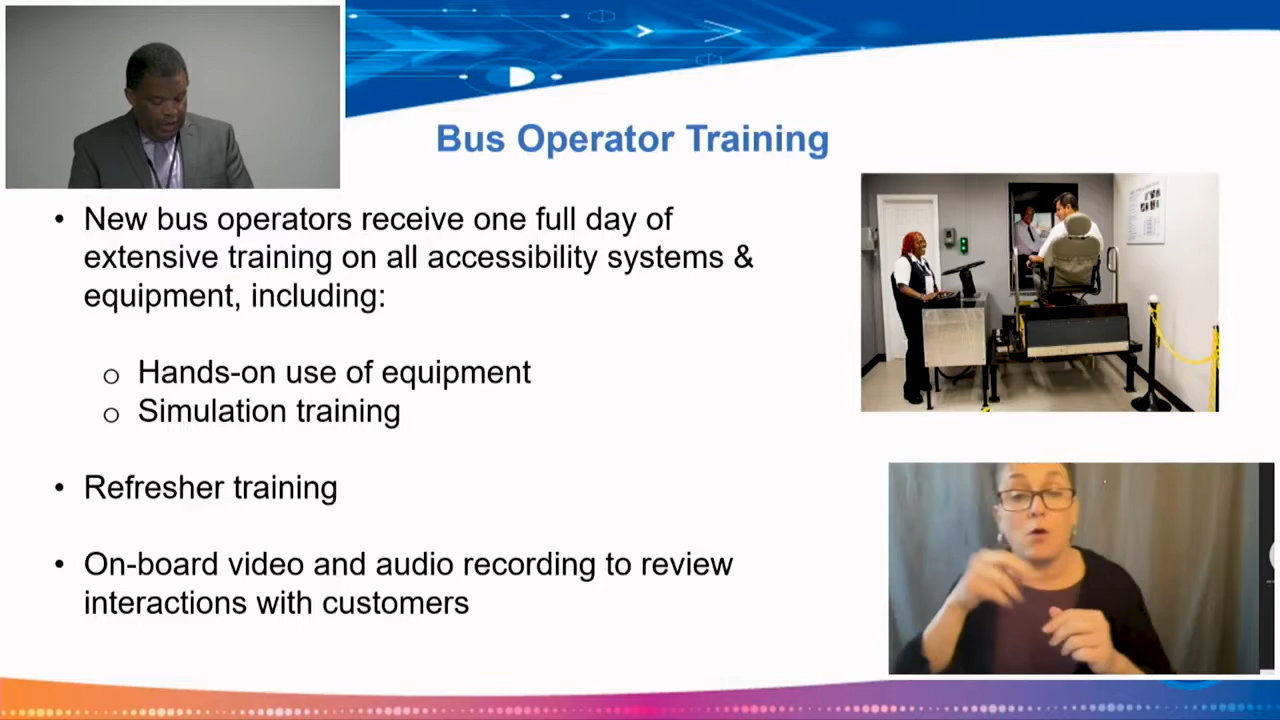 Bus Operator Training
• New bus operators receive one full day of
extensive training on all accessibility systems &
equipment, including:
o Hands-on use of equipment
o Simulation training
• Refresher training
• On-board video and audio recording to review
interactions with customers